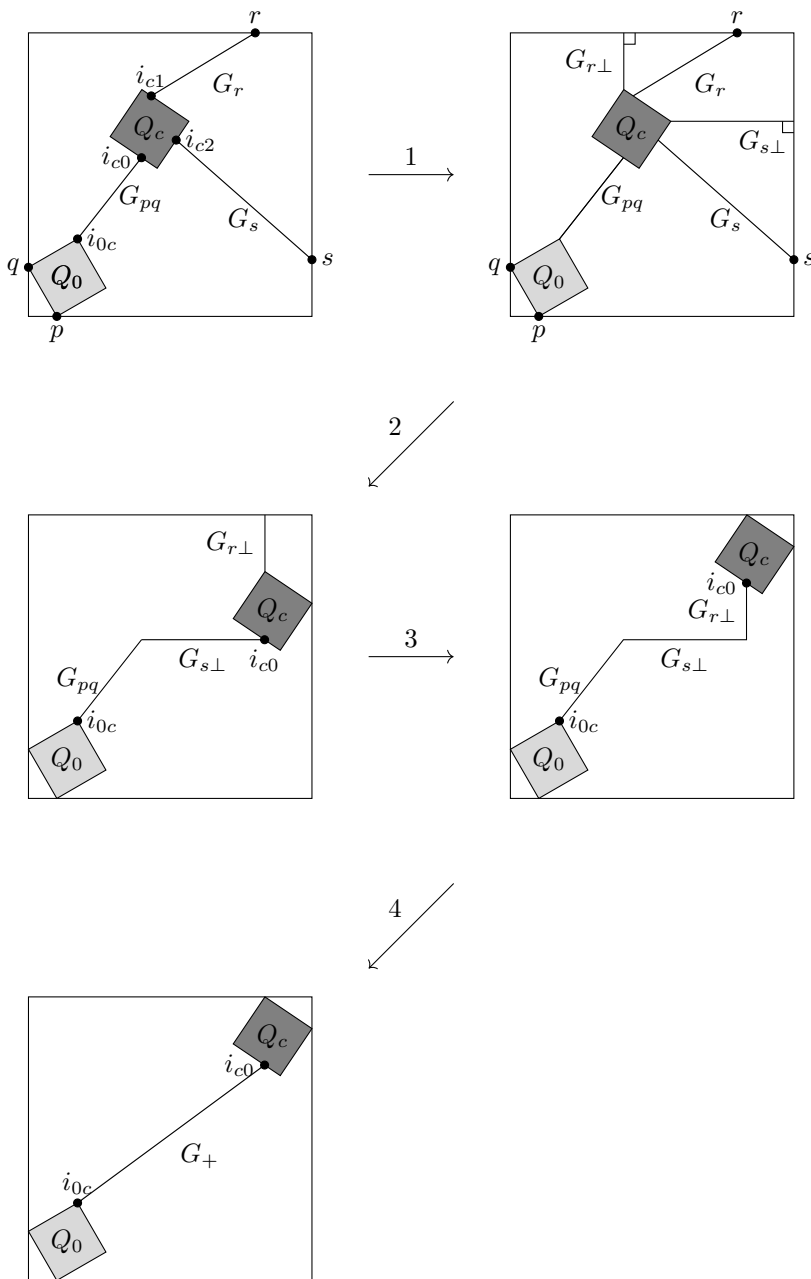 r
r
i_{c1}
G_r
G_{r⊥}
G_r
Q_c
Q_c
i_{c0}
i_{c2}
1
G_{s⊥}
G_{pq}
G_s
G_{pq}
G_s
i_{0c}
q
s
q
s
Q_0
Q_0
p
p
2
G_{r⊥}
Q_c
Q_c
i_{c0}
3
G_{r⊥}
G_{pq}
G_{s⊥}
i_{c0}
G_{pq}
G_{s⊥}
i_{0c}
i_{0c}
Q_0
Q_0
4
Q_c
i_{c0}
G_+
i_{0c}
Q_0